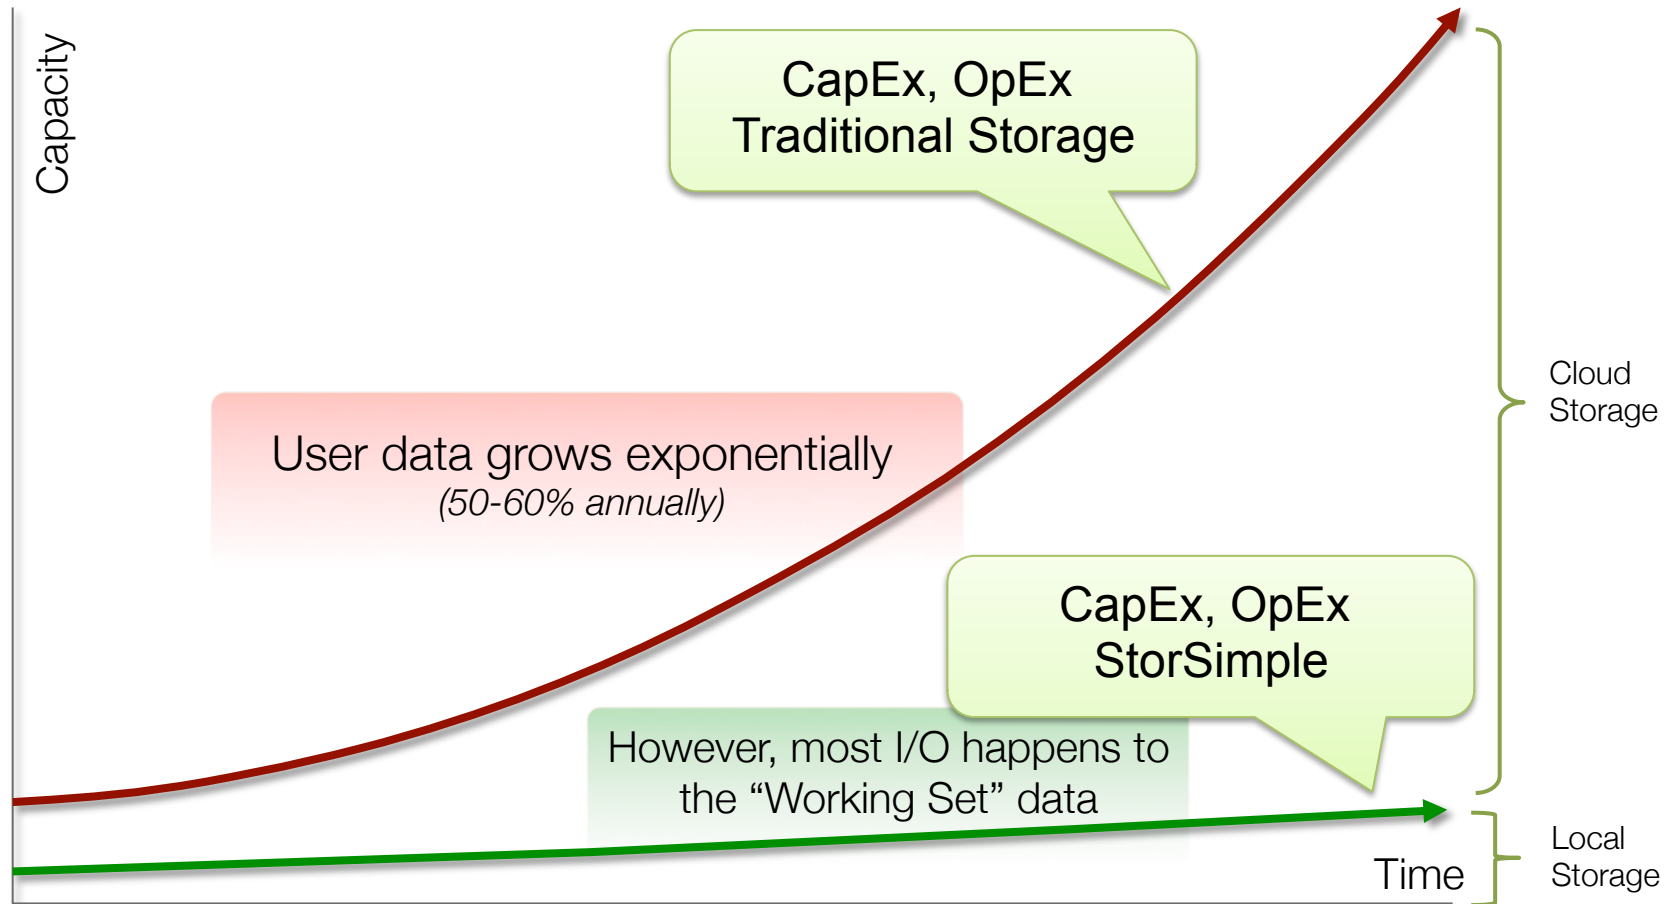 Capacity
CapEx, OpEx
Traditional Storage
Cloud
Storage
User data grows exponentially
(50-60% annually)
CapEx, OpEx
StorSimple
However, most I/O happens to
the “Working Set” data
Time
Local
Storage